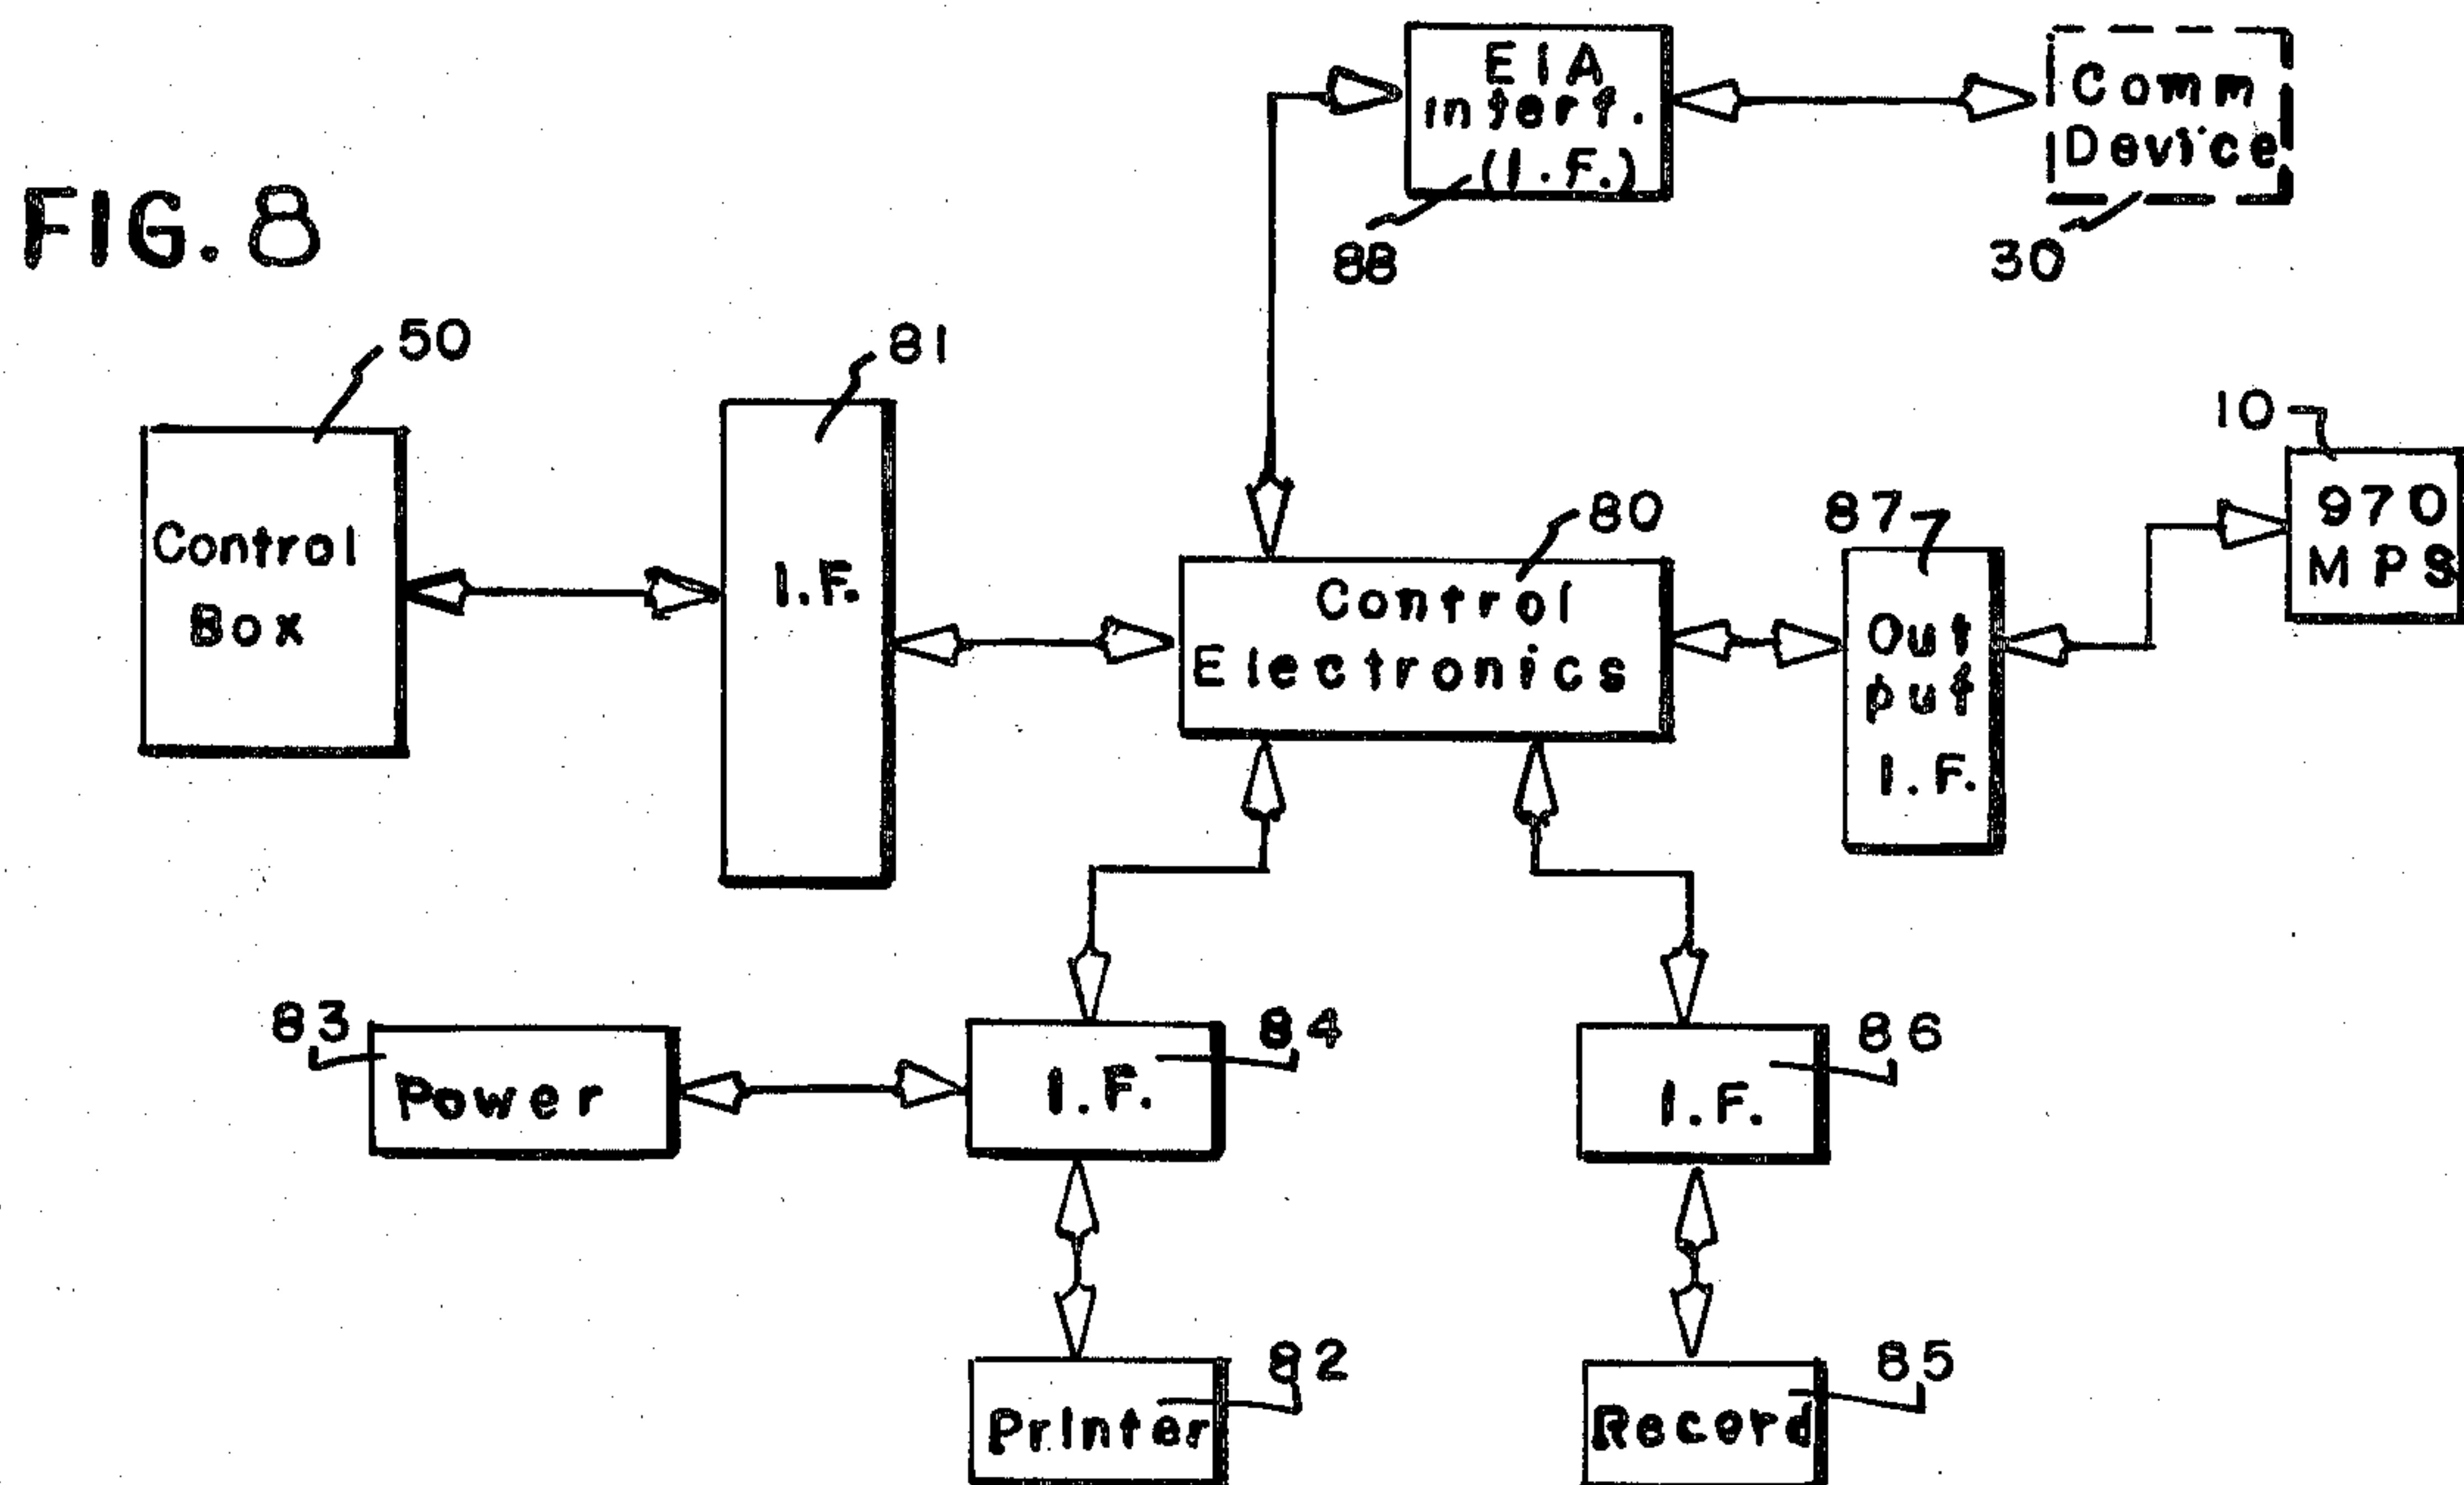 EIA
Interf.
(I.F.)
Comm
Device
88
30
FIG. 8
50
81
10
Control
Box
I.F.
80
Control
Electronics
87
Out
put
I.F.
970
MPS
83
Power
84
I.F.
86
I.F.
82
Printer
85
Record